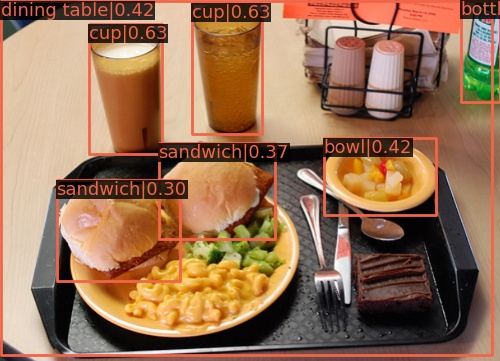 dining table|0.42
cup|0.63
cup|0.63
bottl
sandwich|0.37
bowl|0.42
sandwich|0.30